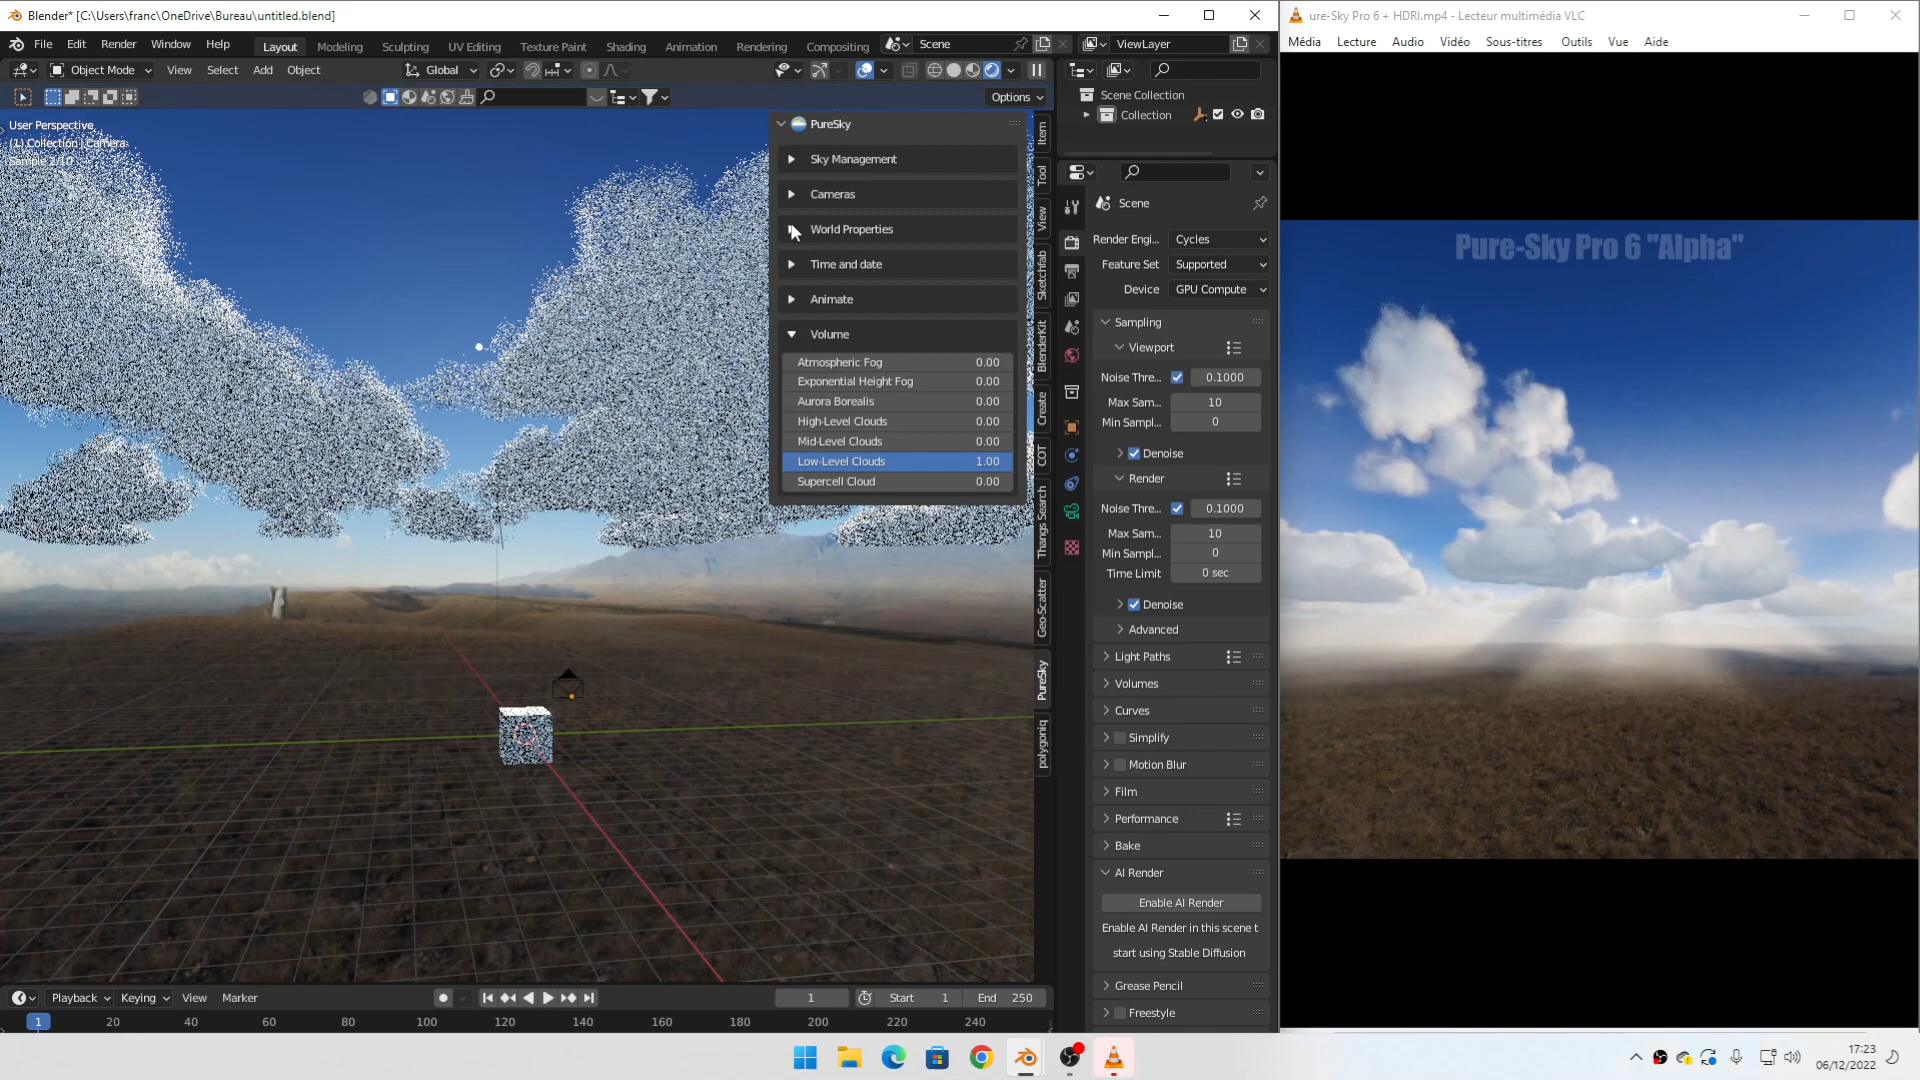 Blender* [C:\Users\franc\OneDrive\Bureau\untitled.blend]
File Edit Render Window Help
Layout Modeling Sculpting UV Editing Texture Paint Shading Animation Rendering Compositing
Scene
ViewLayer
Object Mode View Select Add Object
Global
Options
User Perspective
(1) Collection | Camera
Sample 2/10
PureSky
Sky Management
Cameras
World Properties
Time and date
Animate
Volume
Atmospheric Fog 0.00
Exponential Height Fog 0.00
Aurora Borealis 0.00
High-Level Clouds 0.00
Mid-Level Clouds 0.00
Low-Level Clouds 1.00
Supercell Cloud 0.00
Item
Tool
View
Sketchfab
BlenderKit
Create
COT
Thangs Search
Geo-Scatter
PureSky
polygoniq
Scene Collection
Collection
Scene
Render Engi... Cycles
Feature Set Supported
Device GPU Compute
Sampling
Viewport
Noise Thre... 0.1000
Max Sam... 10
Min Sampl... 0
Denoise
Render
Noise Thre... 0.1000
Max Sam... 10
Min Sampl... 0
Time Limit 0 sec
Denoise
Advanced
Light Paths
Volumes
Curves
Simplify
Motion Blur
Film
Performance
Bake
AI Render
Enable AI Render
Enable AI Render in this scene t
start using Stable Diffusion
Grease Pencil
Freestyle
Playback Keying View Marker
1
Start 1
End 250
1 20 40 60 80 100 120 140 160 180 200 220 240
ure-Sky Pro 6 + HDRI.mp4 - Lecteur multimédia VLC
Média Lecture Audio Vidéo Sous-titres Outils Vue Aide
Pure-Sky Pro 6 "Alpha"
17:23
06/12/2022